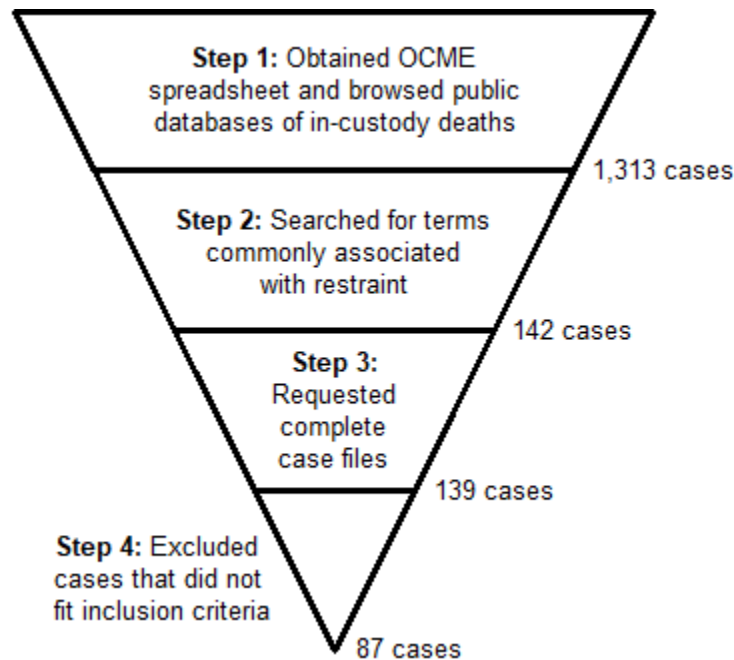 Step 1: Obtained OCME
spreadsheet and browsed public
databases of in-custody deaths
1,313 cases
Step 2: Searched for terms
commonly associated
with restraint
142 cases
Step 3:
Requested
complete
case files
139 cases
Step 4: Excluded
cases that did not
fit inclusion criteria
87 cases